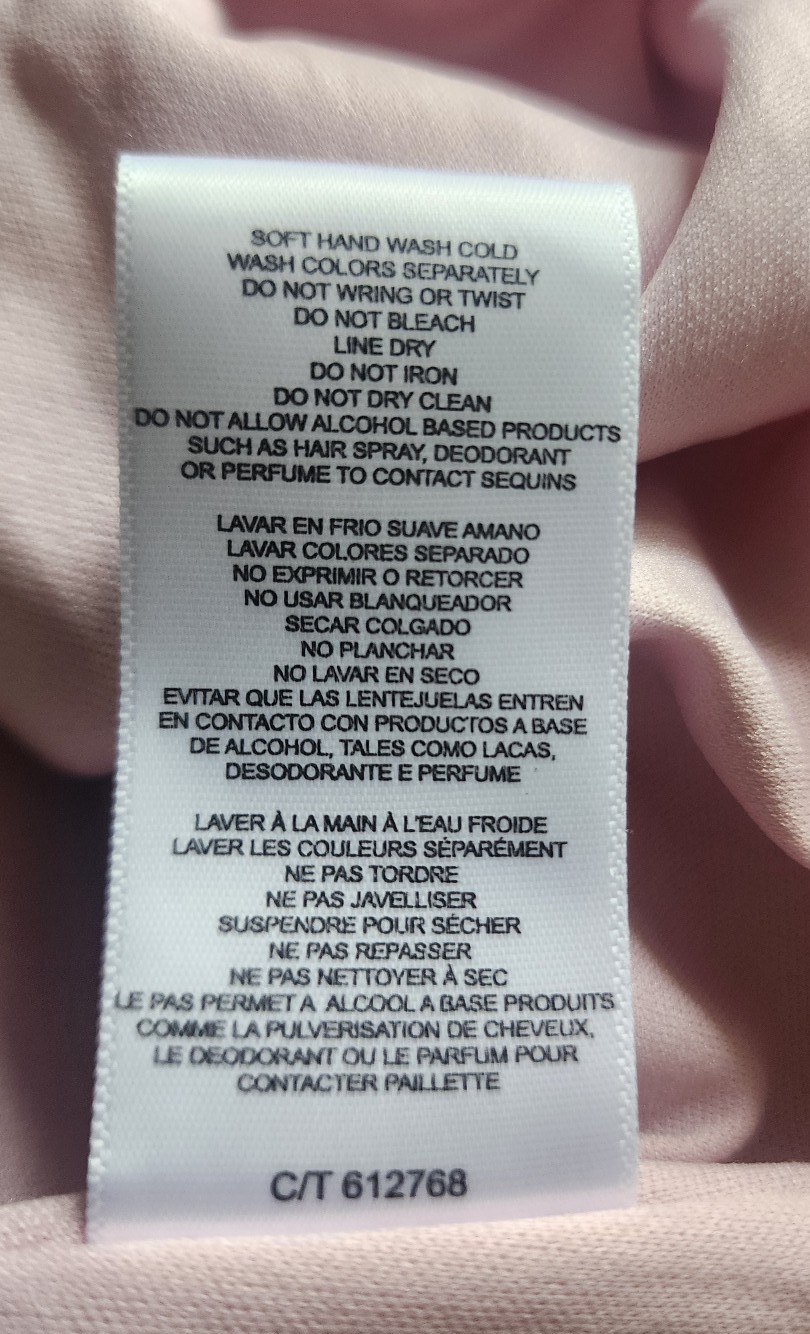 SOFT HAND WASH COLD
WASH COLORS SEPARATELY
DO NOT WRING OR TWIST
DO NOT BLEACH
LINE DRY
DO NOT IRON
DO NOT DRY CLEAN
DO NOT ALLOW ALCOHOL BASED PRODUCTS
SUCH AS HAIR SPRAY, DEODORANT
OR PERFUME TO CONTACT SEQUINS
LAVAR EN FRIO SUAVE AMANO
LAVAR COLORES SEPARADO
NO EXPRIMIR O RETORCER
NO USAR BLANQUEADOR
SECAR COLGADO
NO PLANCHAR
NO LAVAR EN SECO
EVITAR QUE LAS LENTEJUELAS ENTREN
EN CONTACTO CON PRODUCTOS A BASE
DE ALCOHOL, TALES COMO LACAS,
DESODORANTE E PERFUME
LAVER À LA MAIN À L'EAU FROIDE
LAVER LES COULEURS SÉPARÉMENT
NE PAS TORDRE
NE PAS JAVELLISER
SUSPENDRE POUR SÉCHER
NE PAS REPASSER
NE PAS NETTOYER À SEC
LE PAS PERMET A ALCOOL A BASE PRODUITS
COMME LA PULVERISATION DE CHEVEUX,
LE DEODORANT OU LE PARFUM POUR
CONTACTER PAILLETTE
C/T 612768